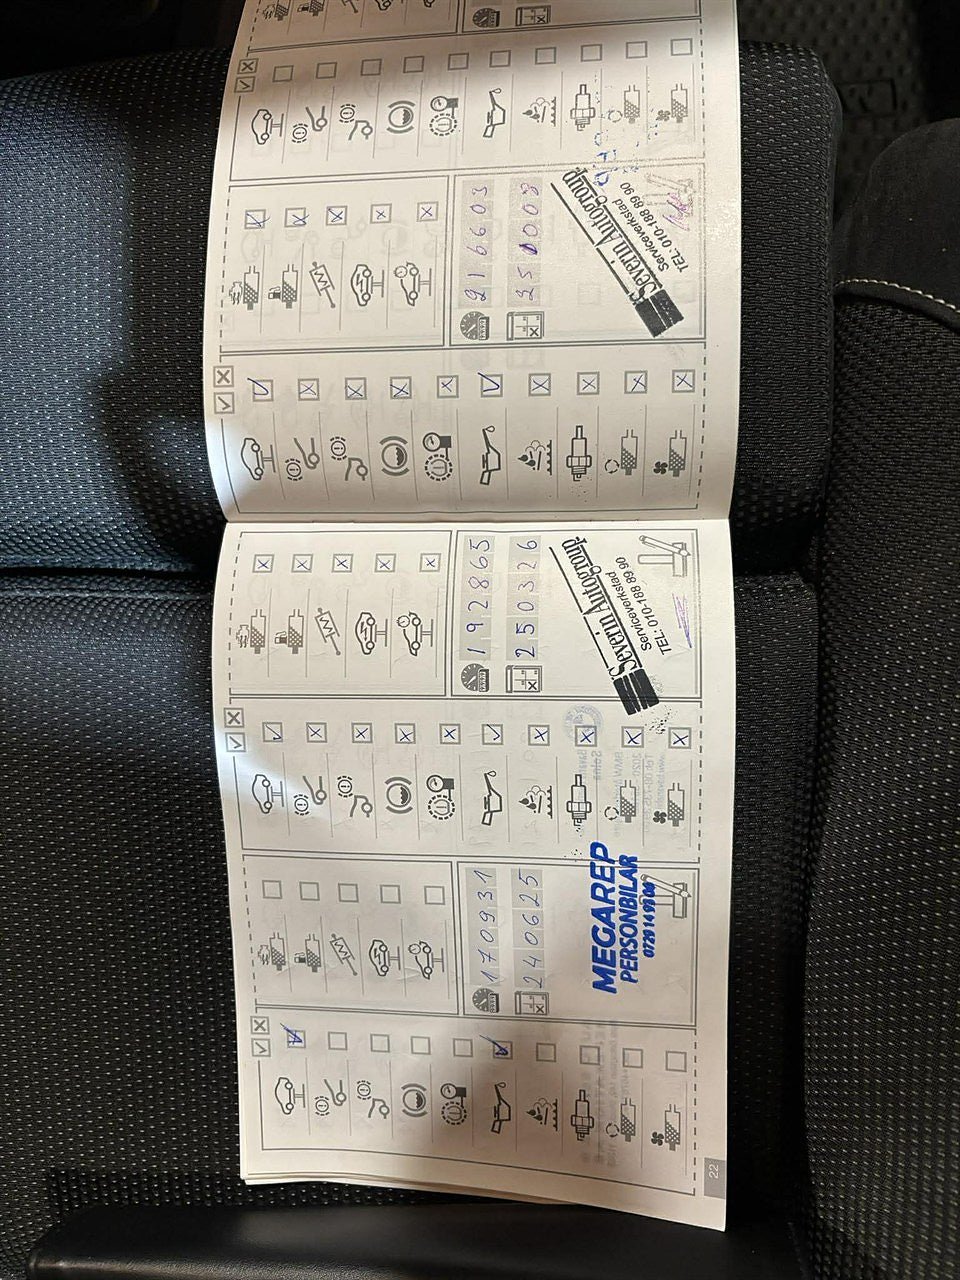 170931
240625
MEGAREP
PERSONBILAR
22
192865
250326
Severin Autogroup
Serviceverkstad
TEL: 010-188 89 90
216603
251008
Severin Autogroup
Serviceverkstad
TEL: 010-188 89 90